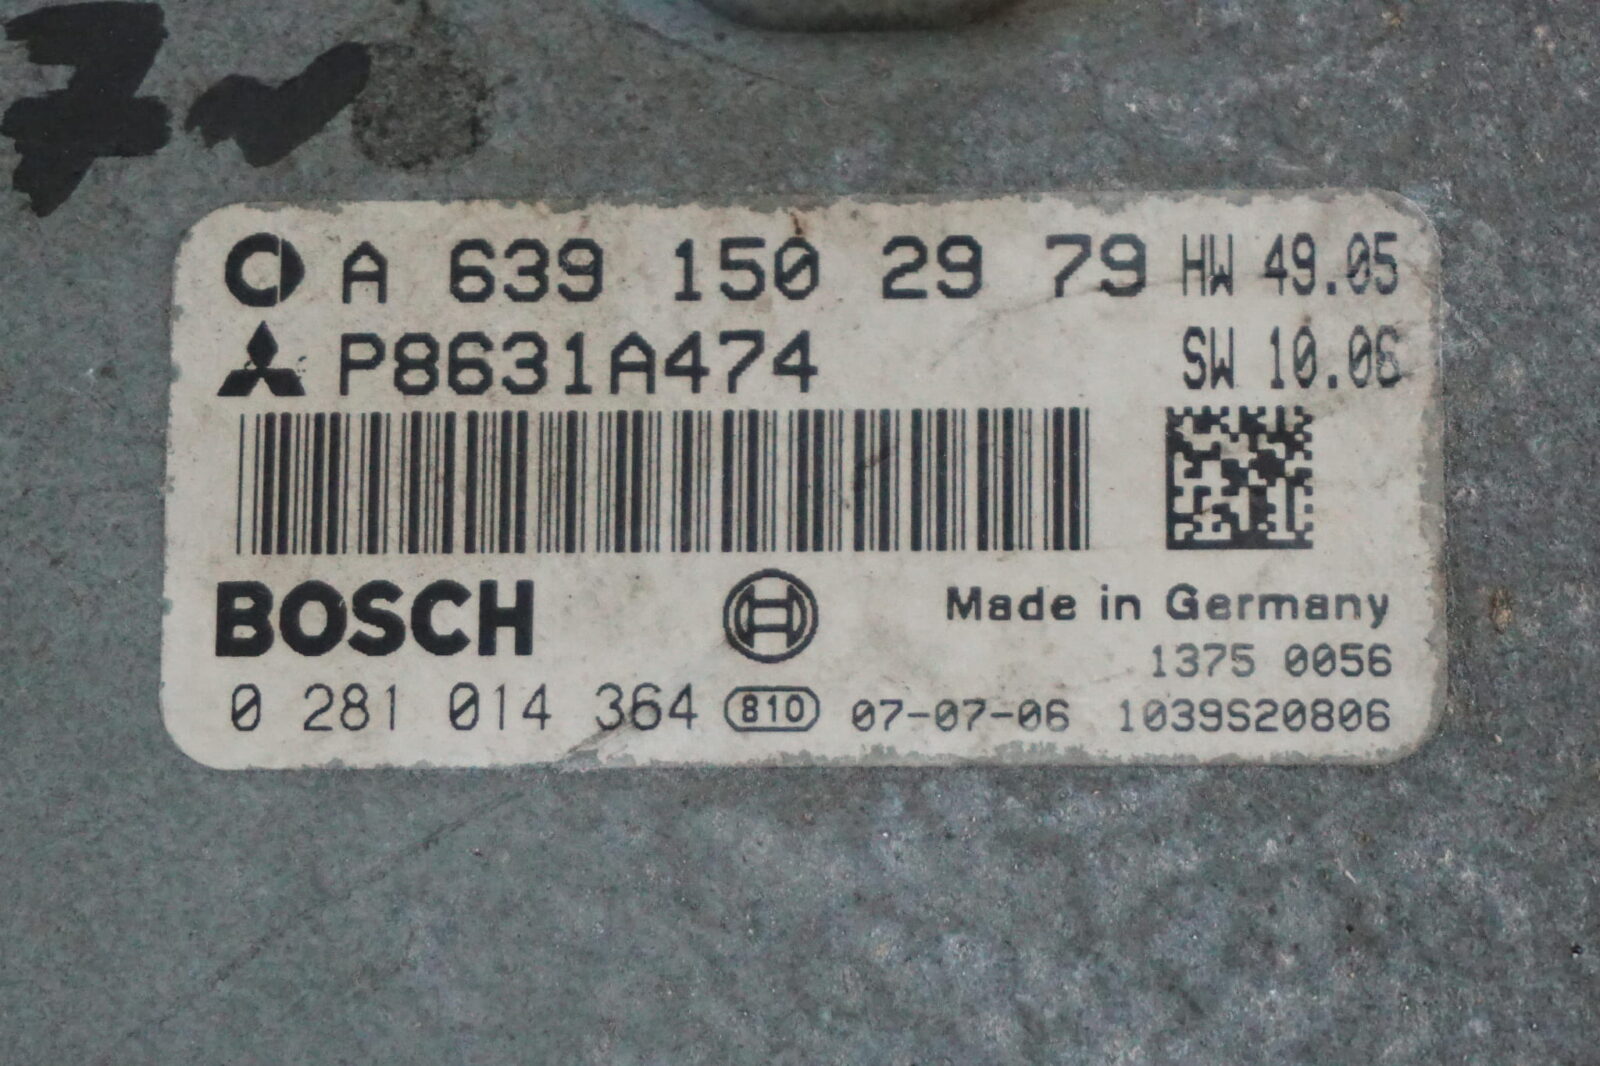 7~
A 639 150 29 79 HW 49.05
P8631A474 SW 10.06
BOSCH
Made in Germany
1375 0056
0 281 014 364 810 07-07-06 1039S20806